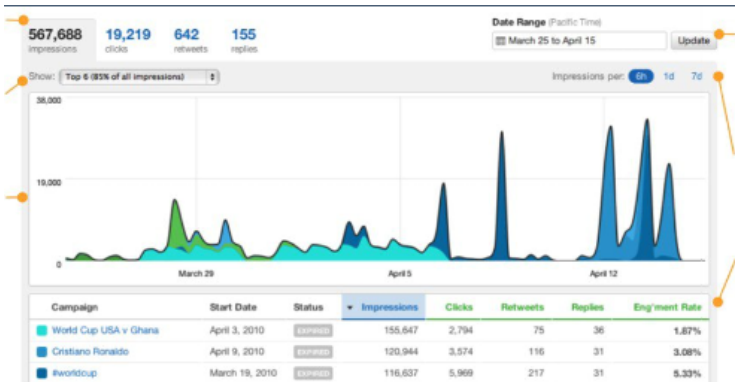 567,688 19,219 642 155
impressions clicks retweets replies
Date Range (Pacific Time)
March 25 to April 15 Update
Show: Top 6 (85% of all impressions)
Impressions per: 6h 1d 7d
38,000
19,000
0
March 29 April 5 April 12
Campaign Start Date Status Impressions Clicks Retweets Replies Eng'ment Rate
World Cup USA v Ghana April 3, 2010 EXPIRED 155,647 2,794 75 36 1.87%
Cristiano Ronaldo April 9, 2010 EXPIRED 120,944 3,574 116 31 3.08%
#worldcup March 19, 2010 EXPIRED 116,637 5,969 217 31 5.33%